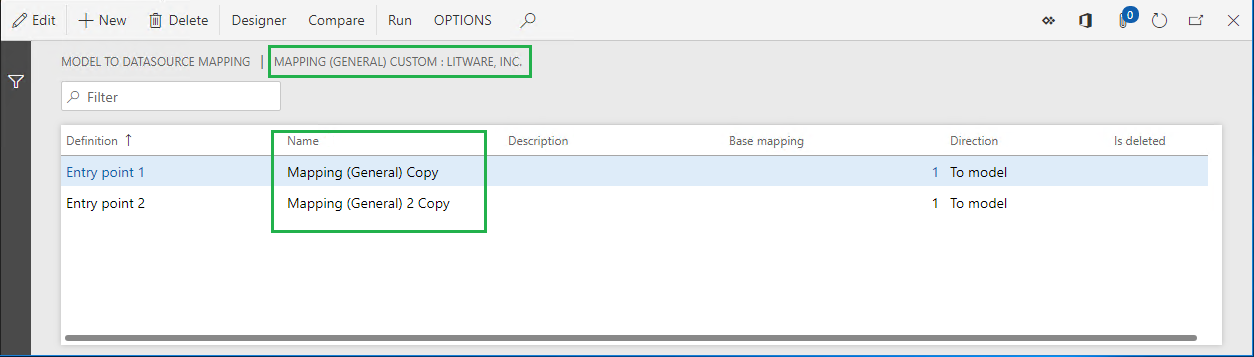 Edit New Delete Designer Compare Run OPTIONS 0
MODEL TO DATASOURCE MAPPING | MAPPING (GENERAL) CUSTOM : LITWARE, INC.
Filter
Definition ↑ Name Description Base mapping Direction Is deleted
Entry point 1 Mapping (General) Copy 1 To model
Entry point 2 Mapping (General) 2 Copy 1 To model